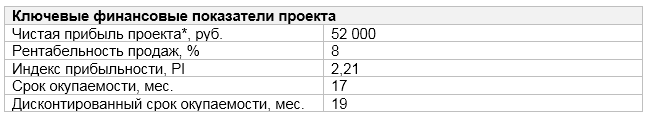 Ключевые финансовые показатели проекта
Чистая прибыль проекта*, руб. 52 000
Рентабельность продаж, % 8
Индекс прибыльности, PI 2,21
Срок окупаемости, мес. 17
Дисконтированный срок окупаемости, мес. 19